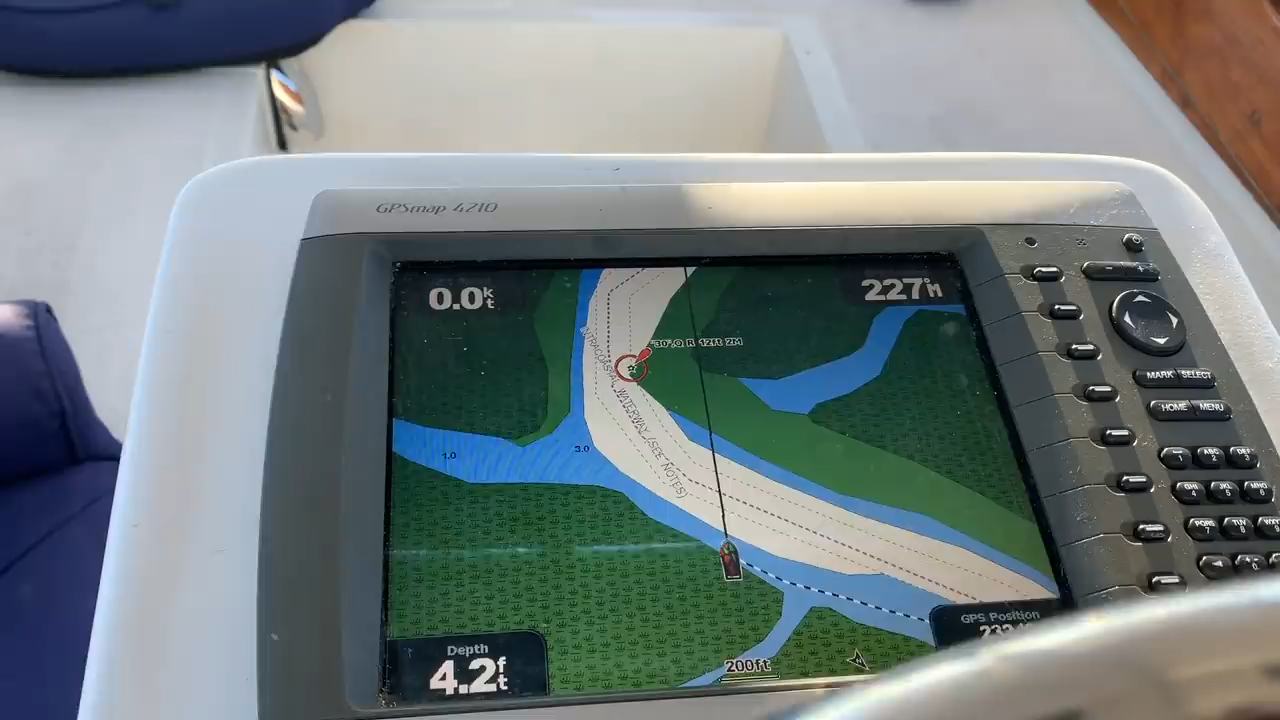 GPSmap 4210
0.0kt
227°M
"30" Q R 12ft 2M
INTRACOASTAL WATERWAY (SEE NOTES)
1.0
3.0
MARK SELECT
HOME MENU
1 ABC 2 DEF 3
GHI 4 JKL 5 MNO 6
PQRS 7 TUV 8
GPS Position
Depth
4.2ft
200ft
N